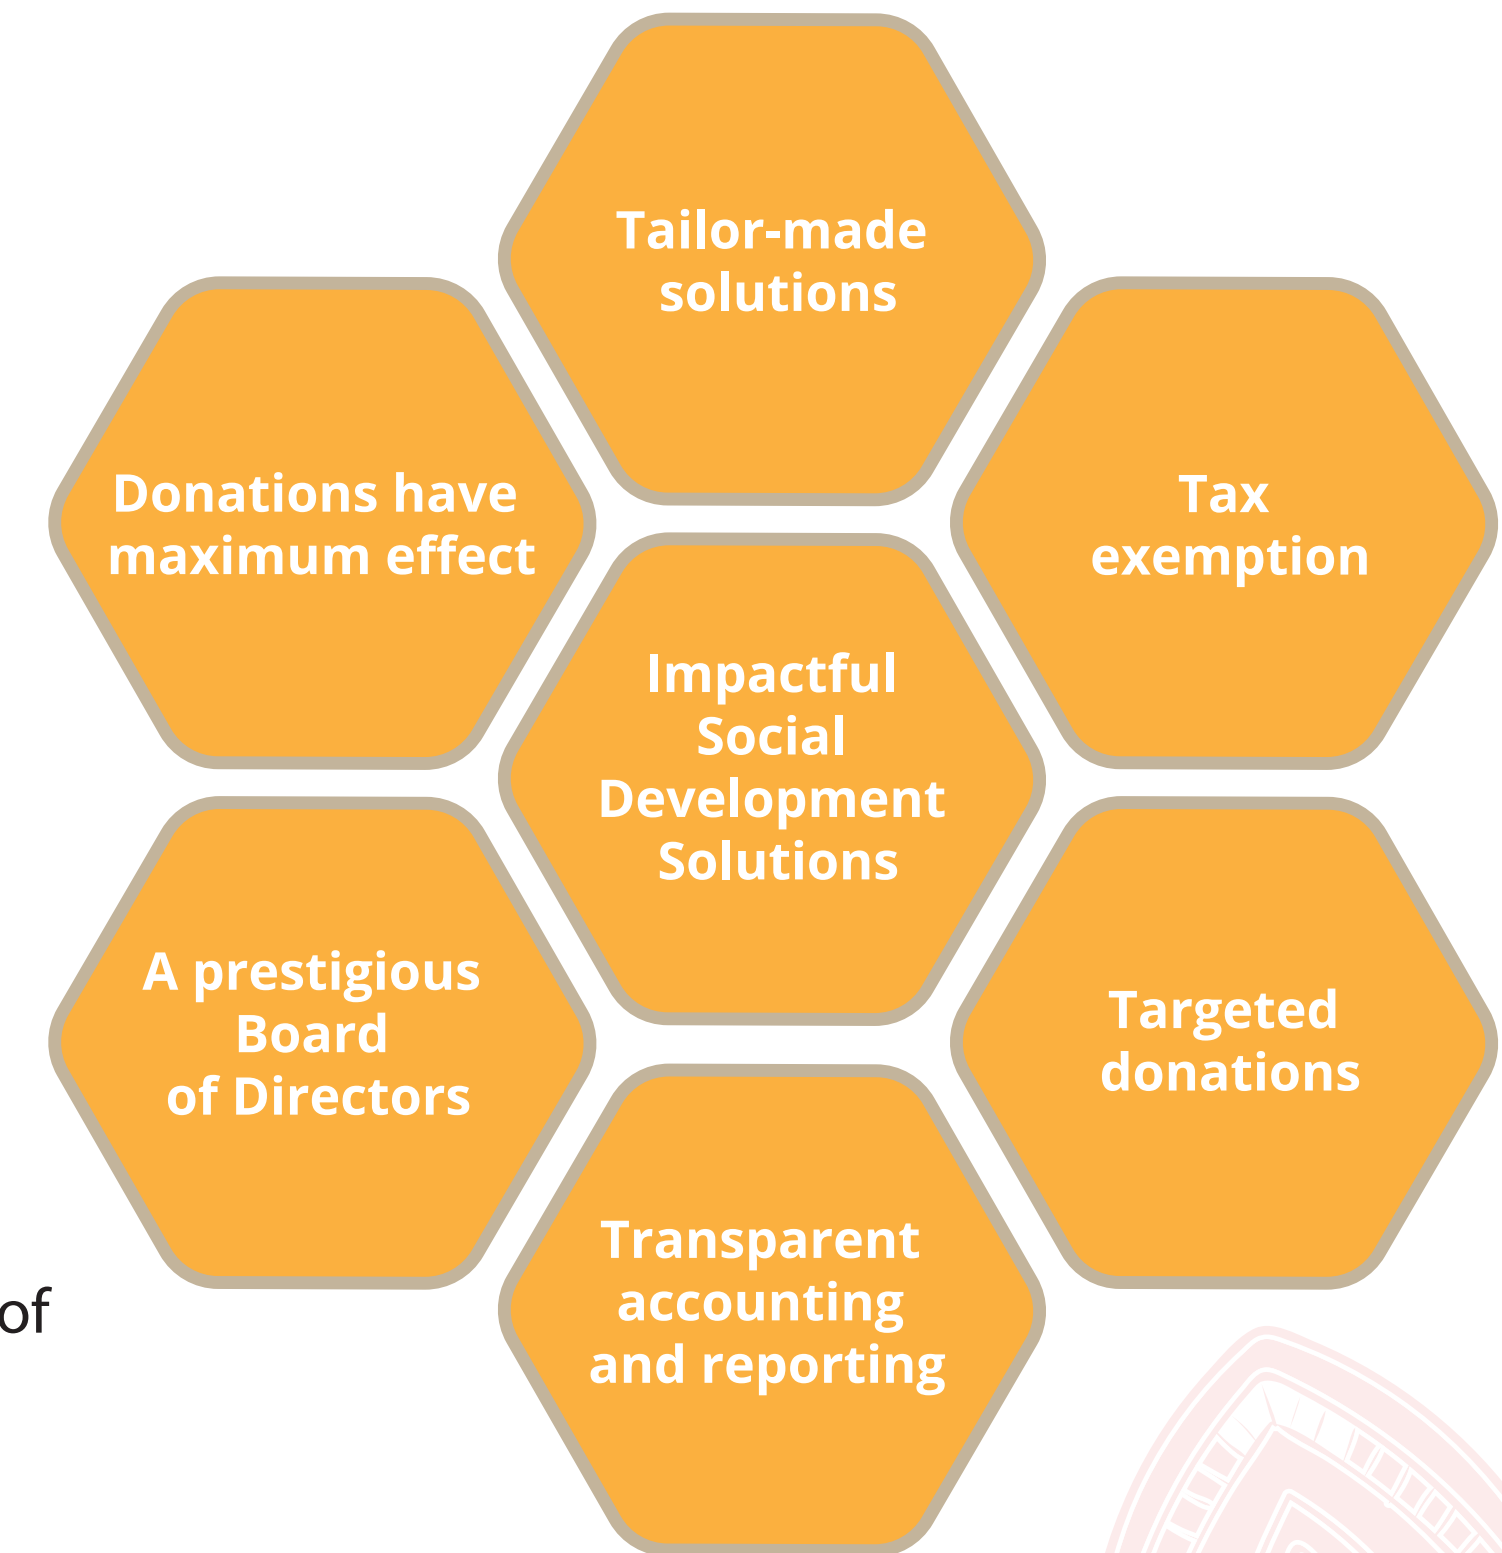 Tailor-made
solutions
Donations have
maximum effect
Tax
exemption
Impactful
Social
Development
Solutions
A prestigious
Board
of Directors
Targeted
donations
Transparent
accounting
and reporting
of